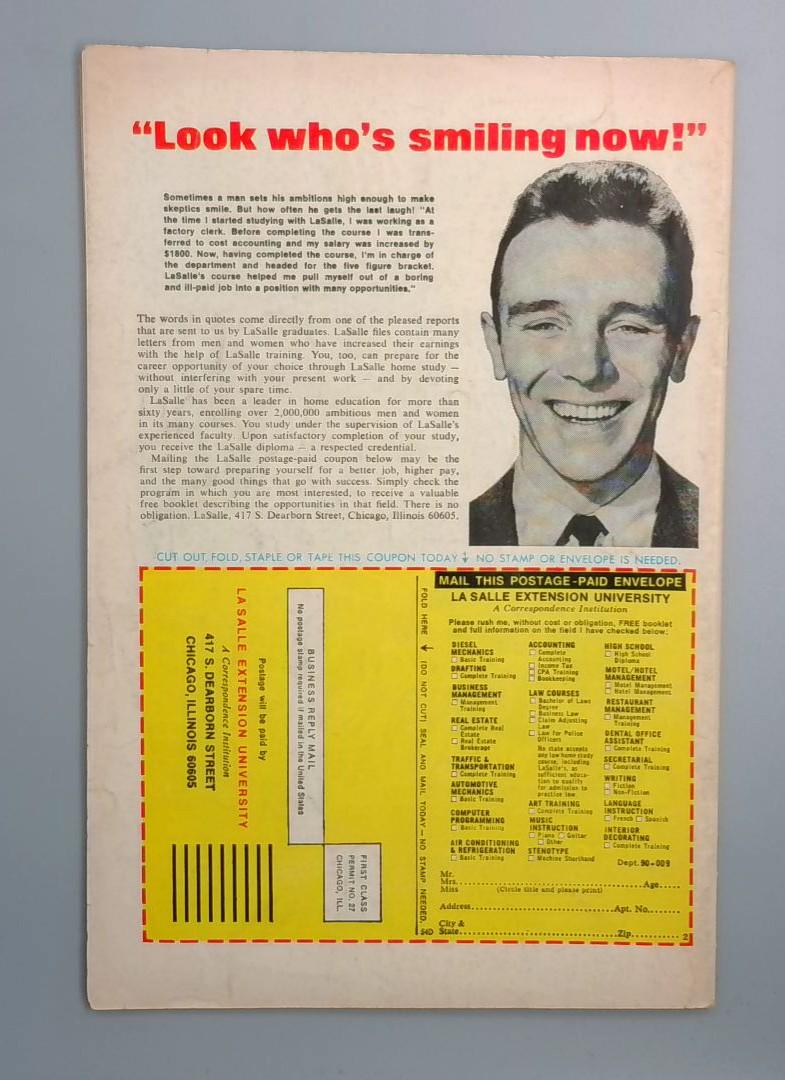 “Look who's smiling now!”
Sometimes a man sets his ambitions high enough to make
skeptics smile. But how often he gets the last laugh! "At
the time I started studying with LaSalle, I was working as a
factory clerk. Before completing the course I was trans-
ferred to cost accounting and my salary was increased by
$1800. Now, having completed the course, I'm in charge of
the department and headed for the five figure bracket.
LaSalle's course helped me pull myself out of a boring
and ill-paid job into a position with many opportunities."
The words in quotes come directly from one of the pleased reports
that are sent to us by LaSalle graduates. LaSalle files contain many
letters from men and women who have increased their earnings
with the help of LaSalle training. You, too, can prepare for the
career opportunity of your choice through LaSalle home study —
without interfering with your present work — and by devoting
only a little of your spare time.
LaSalle has been a leader in home education for more than
sixty years, enrolling over 2,000,000 ambitious men and women
in its many courses. You study under the supervision of LaSalle's
experienced faculty. Upon satisfactory completion of your study,
you receive the LaSalle diploma — a respected credential.
Mailing the LaSalle postage-paid coupon below may be the
first step toward preparing yourself for a better job, higher pay,
and the many good things that go with success. Simply check the
program in which you are most interested, to receive a valuable
free booklet describing the opportunities in that field. There is no
obligation. LaSalle, 417 S. Dearborn Street, Chicago, Illinois 60605.
CUT OUT, FOLD, STAPLE OR TAPE THIS COUPON TODAY ↓ NO STAMP OR ENVELOPE IS NEEDED.
FIRST CLASS
PERMIT NO. 27
CHICAGO, ILL.
BUSINESS REPLY MAIL
No postage stamp required if mailed in the United States
Postage will be paid by
LA SALLE EXTENSION UNIVERSITY
A Correspondence Institution
417 S. DEARBORN STREET
CHICAGO, ILLINOIS 60605
FOLD HERE (DO NOT CUT) SEAL AND MAIL TODAY — NO STAMP NEEDED.
MAIL THIS POSTAGE-PAID ENVELOPE
LA SALLE EXTENSION UNIVERSITY
A Correspondence Institution
Please rush me, without cost or obligation, FREE booklet
and full information on the field I have checked below:
DIESEL
MECHANICS
Basic Training
DRAFTING
Complete Training
BUSINESS
MANAGEMENT
Management
Training
REAL ESTATE
Complete Real
Estate
Real Estate
Brokerage
TRAFFIC &
TRANSPORTATION
Complete Training
AUTOMOTIVE
MECHANICS
Basic Training
COMPUTER
PROGRAMMING
Basic Training
AIR CONDITIONING
& REFRIGERATION
Basic Training
ACCOUNTING
Complete
Accounting
Income Tax
CPA Training
Bookkeeping
LAW COURSES
Bachelor of Laws
Degree
Business Law
Claim Adjusting
Law
Law for Police
Officers
No state accepts
any law home study
course, including
LaSalle's, as
sufficient educa-
tion to qualify
for admission to
practice law.
ART TRAINING
Complete Training
MUSIC
INSTRUCTION
Piano Guitar
Other
STENOTYPE
Machine Shorthand
HIGH SCHOOL
High School
Diploma
MOTEL/HOTEL
MANAGEMENT
Motel Management
Hotel Management
RESTAURANT
MANAGEMENT
Management
Training
DENTAL OFFICE
ASSISTANT
Complete Training
SECRETARIAL
Complete Training
WRITING
Fiction
Non-Fiction
LANGUAGE
INSTRUCTION
French Spanish
INTERIOR
DECORATING
Complete Training
Dept. 90-009
Mr.
Mrs. Age
Miss (Circle title and please print)
Address Apt. No.
City &
State Zip
540
2